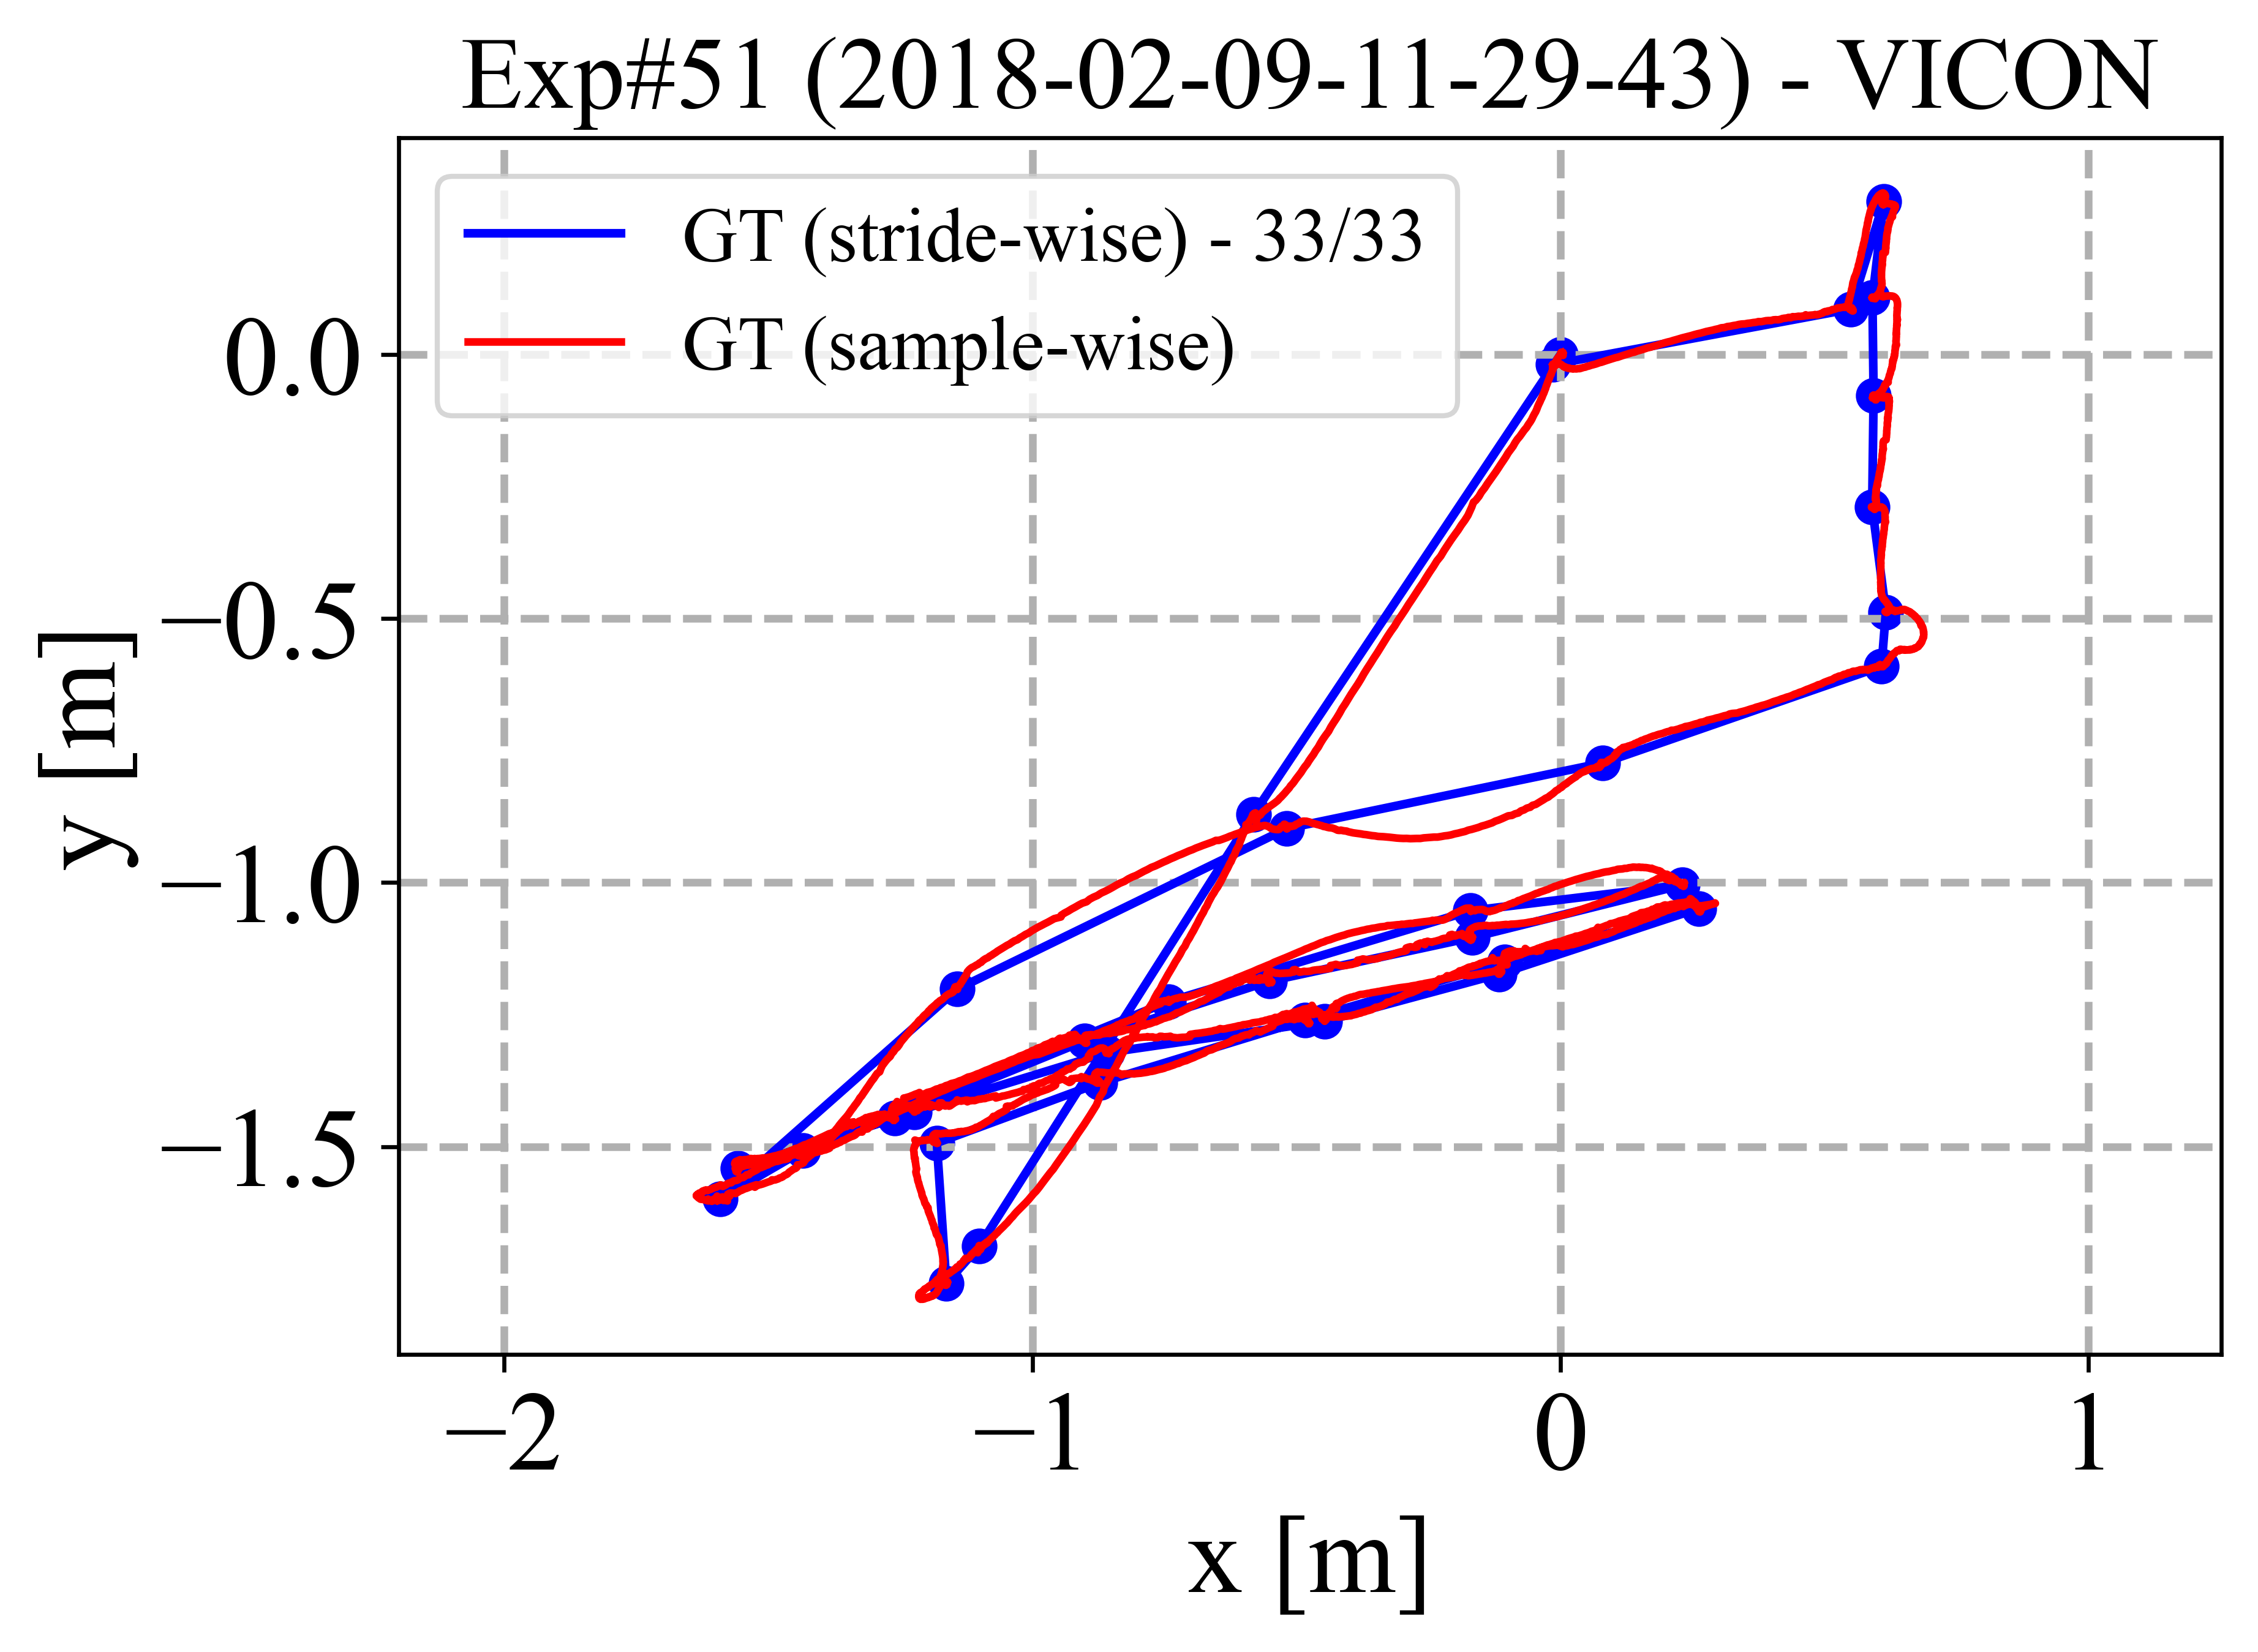 Exp#51 (2018-02-09-11-29-43) - VICON
GT (stride-wise) - 33/33
GT (sample-wise)
0.0
−0.5
−1.0
−1.5
y [m]
−2
−1
0
1
x [m]